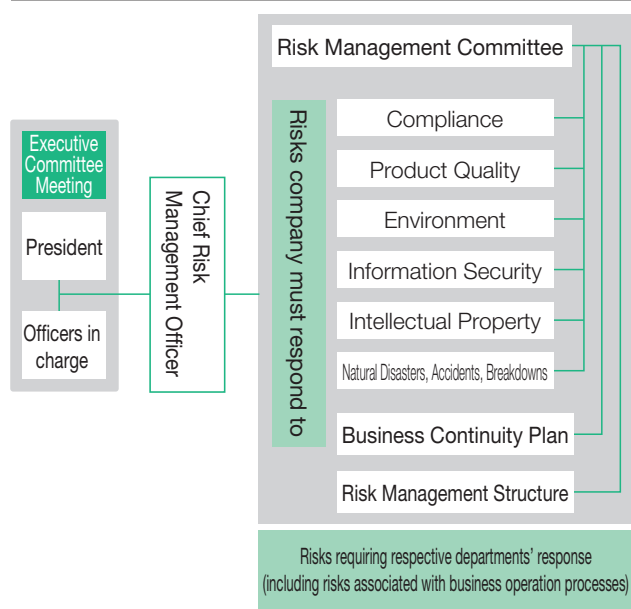 Executive
Committee
Meeting
President
Officers in
charge
Chief Risk
Management Officer
Risk Management Committee
Risks company must respond to
Compliance
Product Quality
Environment
Information Security
Intellectual Property
Natural Disasters, Accidents, Breakdowns
Business Continuity Plan
Risk Management Structure
Risks requiring respective departments’ response
(including risks associated with business operation processes)